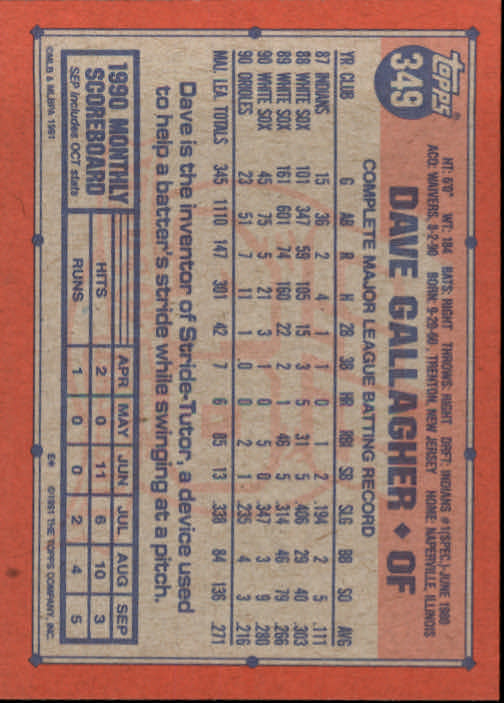 topps
349
HT: 6'0" WT: 184 BATS: RIGHT THROWS: RIGHT DRFT: INDIANS #1(SPEC.)-JUNE 1980
ACQ: WAIVERS, 8-2-90 BORN: 9-20-60, TRENTON, NEW JERSEY HOME: NAPERVILLE, ILLINOIS
DAVE GALLAGHER ◆ OF
COMPLETE MAJOR LEAGUE BATTING RECORD
YR CLUB G AB R H 2B 3B HR RBI SB SLG BB SO AVG
87 INDIANS 15 36 2 4 1 1 0 1 2 .194 2 5 .111
88 WHITE SOX 101 347 59 105 15 3 5 31 5 .406 29 40 .303
89 WHITE SOX 161 601 74 160 22 2 1 46 5 .314 46 79 .266
90 WHITE SOX 45 75 5 21 3 1 0 5 0 .347 3 9 .280
90 ORIOLES 23 51 7 11 1 0 0 2 1 .235 4 3 .216
MAJ. LEA. TOTALS 345 1110 147 301 42 7 6 85 13 .338 84 136 .271
Dave is the inventor of Stride-Tutor, a device used
to help a batter's stride while swinging at a pitch.
1990 MONTHLY
SCOREBOARD
SEP includes OCT stats
APR MAY JUN JUL AUG SEP
HITS 2 0 11 6 10 3
RUNS 1 0 0 2 4 5
©MLB & MLBPA 1991
E* ©1991 THE TOPPS COMPANY, INC.